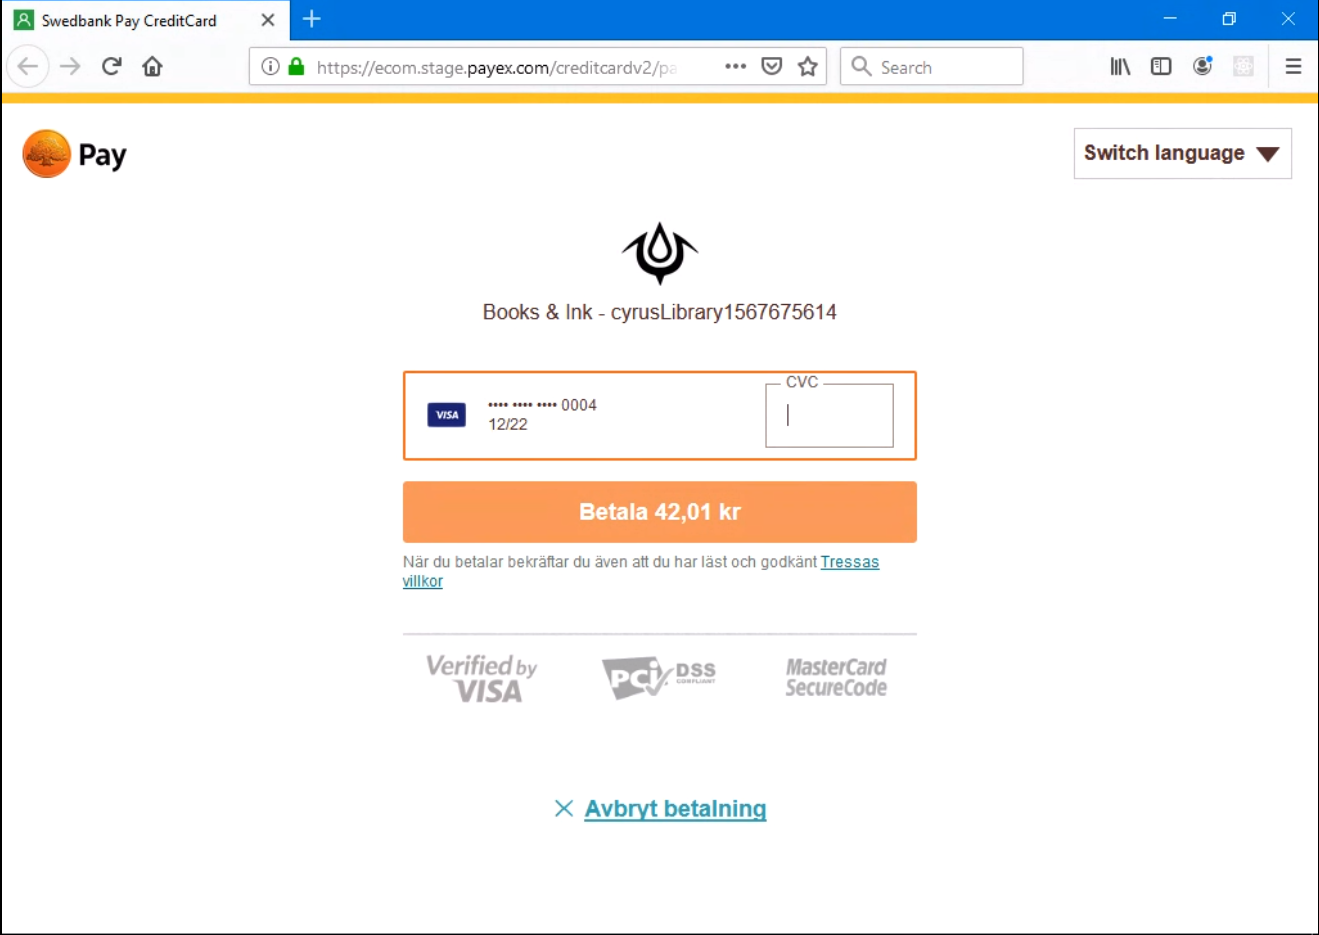 Swedbank Pay CreditCard
https://ecom.stage.payex.com/creditcardv2/pa
Search
Pay
Switch language
Books & Ink - cyrusLibrary1567675614
VISA
•••• •••• •••• 0004
12/22
CVC
Betala 42,01 kr
När du betalar bekräftar du även att du har läst och godkänt Tressas
villkor
Verified by
VISA
PCI DSS
COMPLIANT
MasterCard
SecureCode
Avbryt betalning